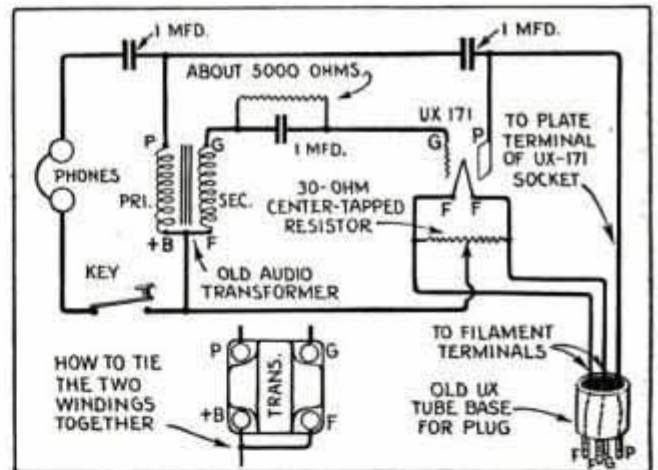 1 MFD.
1 MFD.
ABOUT 5000 OHMS
UX 171
P
G
1 MFD.
G
P
TO PLATE
TERMINAL
OF UX-171
SOCKET
PHONES
PRI.
SEC.
30-OHM
CENTER-TAPPED
RESISTOR
F
F
+B
F
KEY
OLD AUDIO
TRANSFORMER
HOW TO TIE
THE TWO
WINDINGS
TOGETHER
P
G
TRANS.
+B
F
TO FILAMENT
TERMINALS
OLD UX
TUBE BASE
FOR PLUG
F
F
G
P